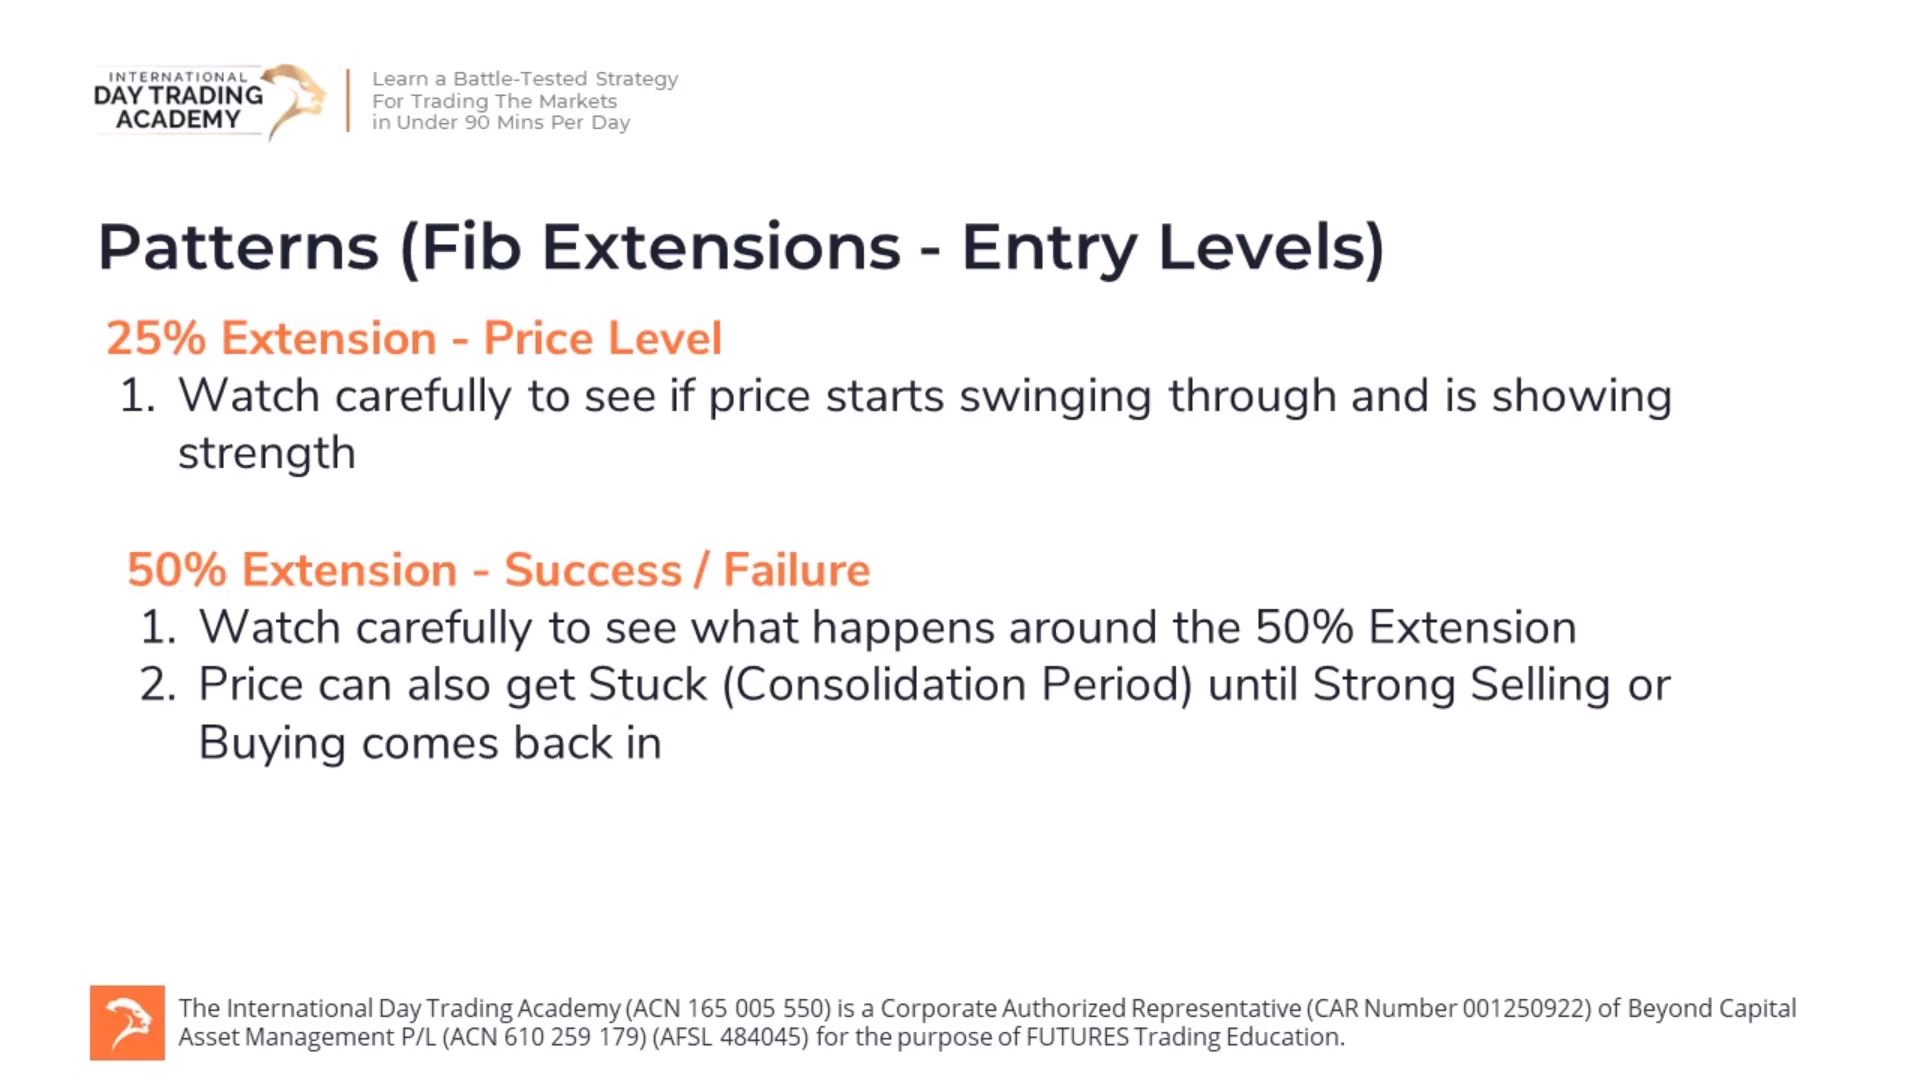 INTERNATIONAL
DAY TRADING
ACADEMY
Learn a Battle-Tested Strategy
For Trading The Markets
in Under 90 Mins Per Day
Patterns (Fib Extensions - Entry Levels)
25% Extension - Price Level
1. Watch carefully to see if price starts swinging through and is showing
strength
50% Extension - Success / Failure
1. Watch carefully to see what happens around the 50% Extension
2. Price can also get Stuck (Consolidation Period) until Strong Selling or
Buying comes back in
The International Day Trading Academy (ACN 165 005 550) is a Corporate Authorized Representative (CAR Number 001250922) of Beyond Capital
Asset Management P/L (ACN 610 259 179) (AFSL 484045) for the purpose of FUTURES Trading Education.